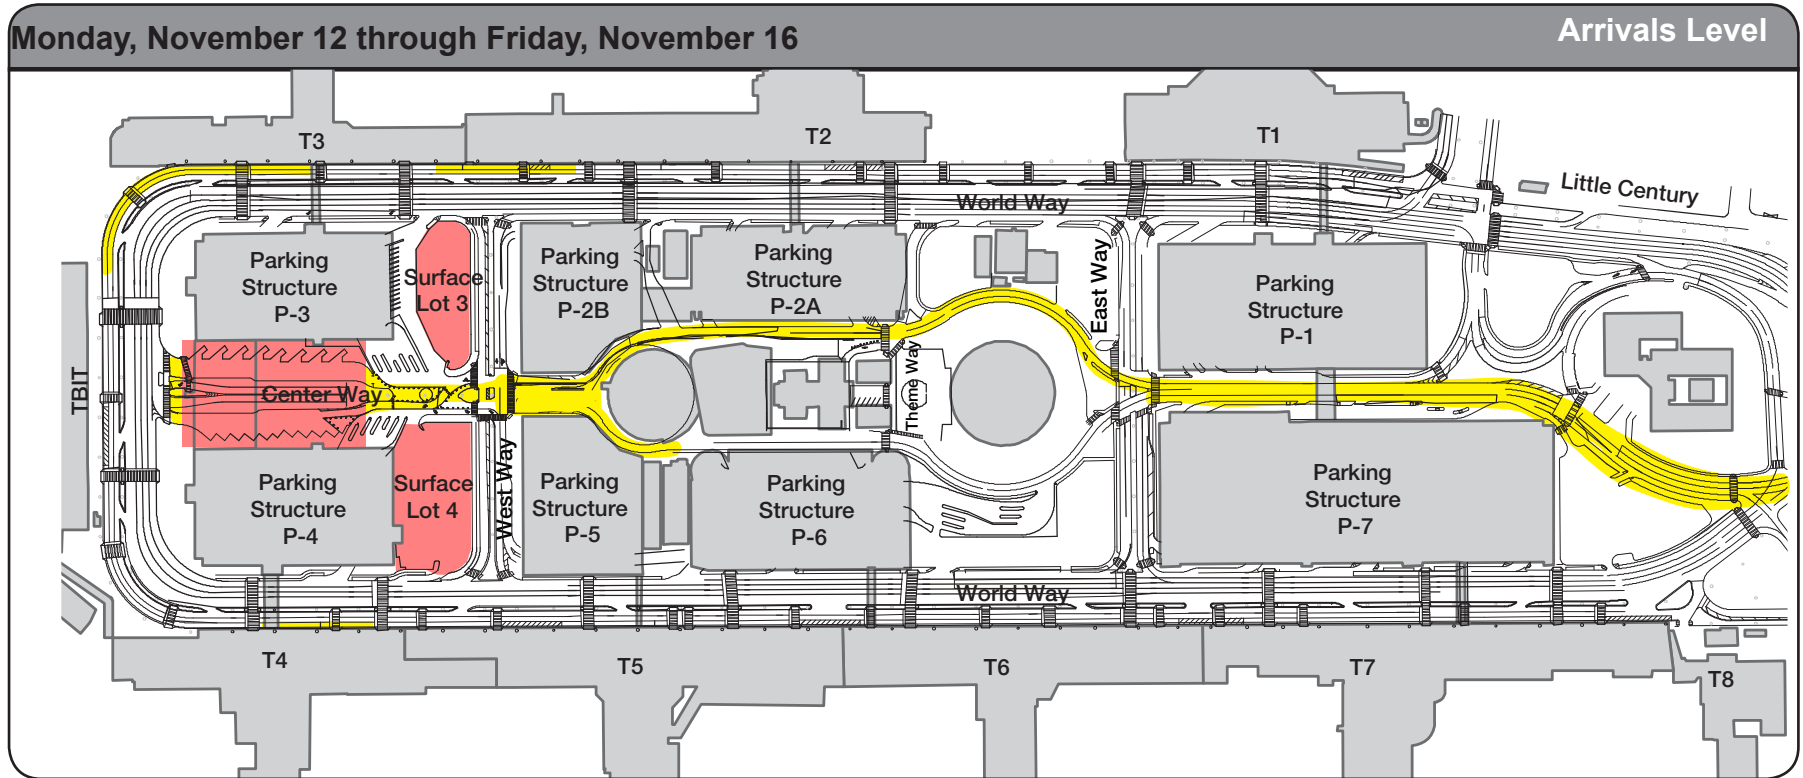 Monday, November 12 through Friday, November 16
Arrivals Level
T3
T2
T1
Little Century
World Way
Parking
Structure
P-3
Surface
Lot 3
Parking
Structure
P-2B
Parking
Structure
P-2A
East Way
Parking
Structure
P-1
TBIT
Center Way
Theme Way
Parking
Structure
P-4
Surface
Lot 4
West Way
Parking
Structure
P-5
Parking
Structure
P-6
Parking
Structure
P-7
World Way
T4
T5
T6
T7
T8